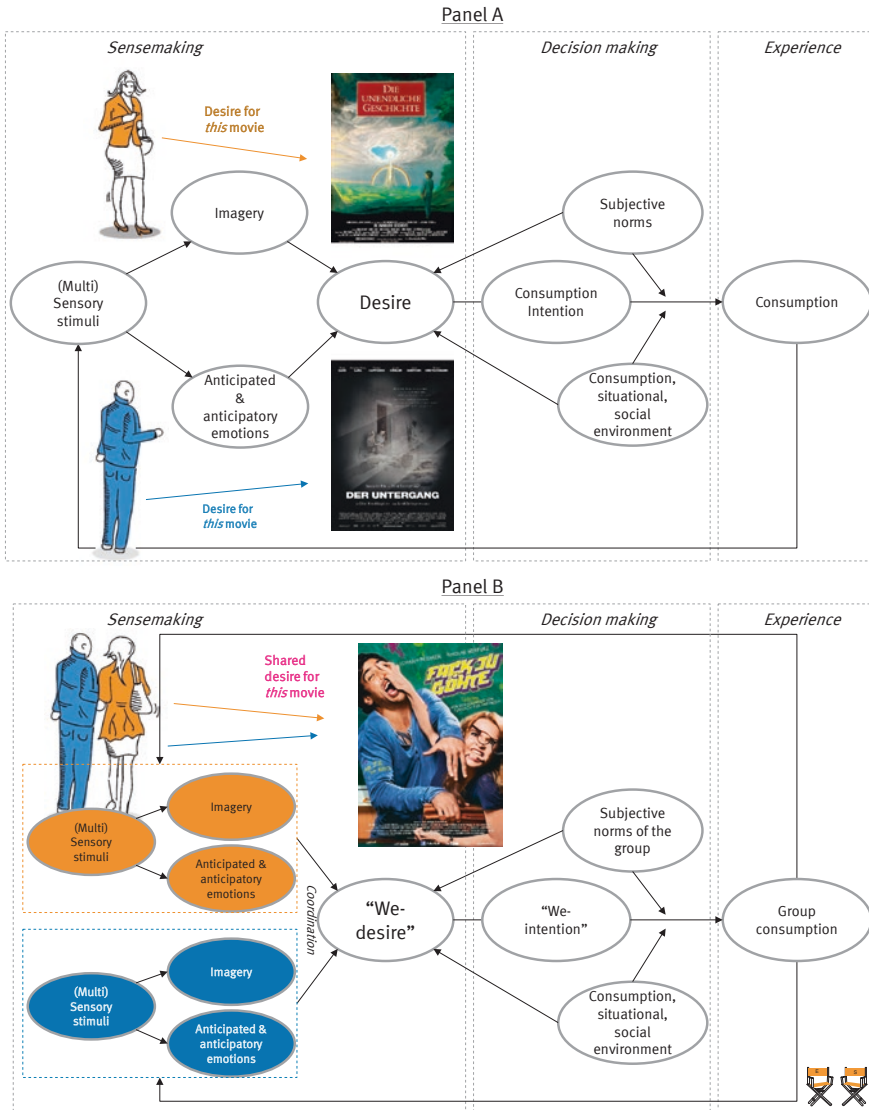 Panel A
Sensemaking
Decision making
Experience
Desire for
this movie
DIE
UNENDLICHE
GESCHICHTE
Imagery
Subjective
norms
(Multi)
Sensory
stimuli
Desire
Consumption
Intention
Consumption
Anticipated
&
anticipatory
emotions
Consumption,
situational,
social
environment
DER UNTERGANG
Desire for
this movie
Panel B
Sensemaking
Decision making
Experience
Shared
desire for
this movie
FACK JU
GÖHTE
Imagery
(Multi)
Sensory
stimuli
Anticipated &
anticipatory
emotions
Subjective
norms of the
group
Coordination
“We-
desire”
“We-
intention”
Group
consumption
Imagery
(Multi)
Sensory
stimuli
Anticipated &
anticipatory
emotions
Consumption,
situational,
social
environment